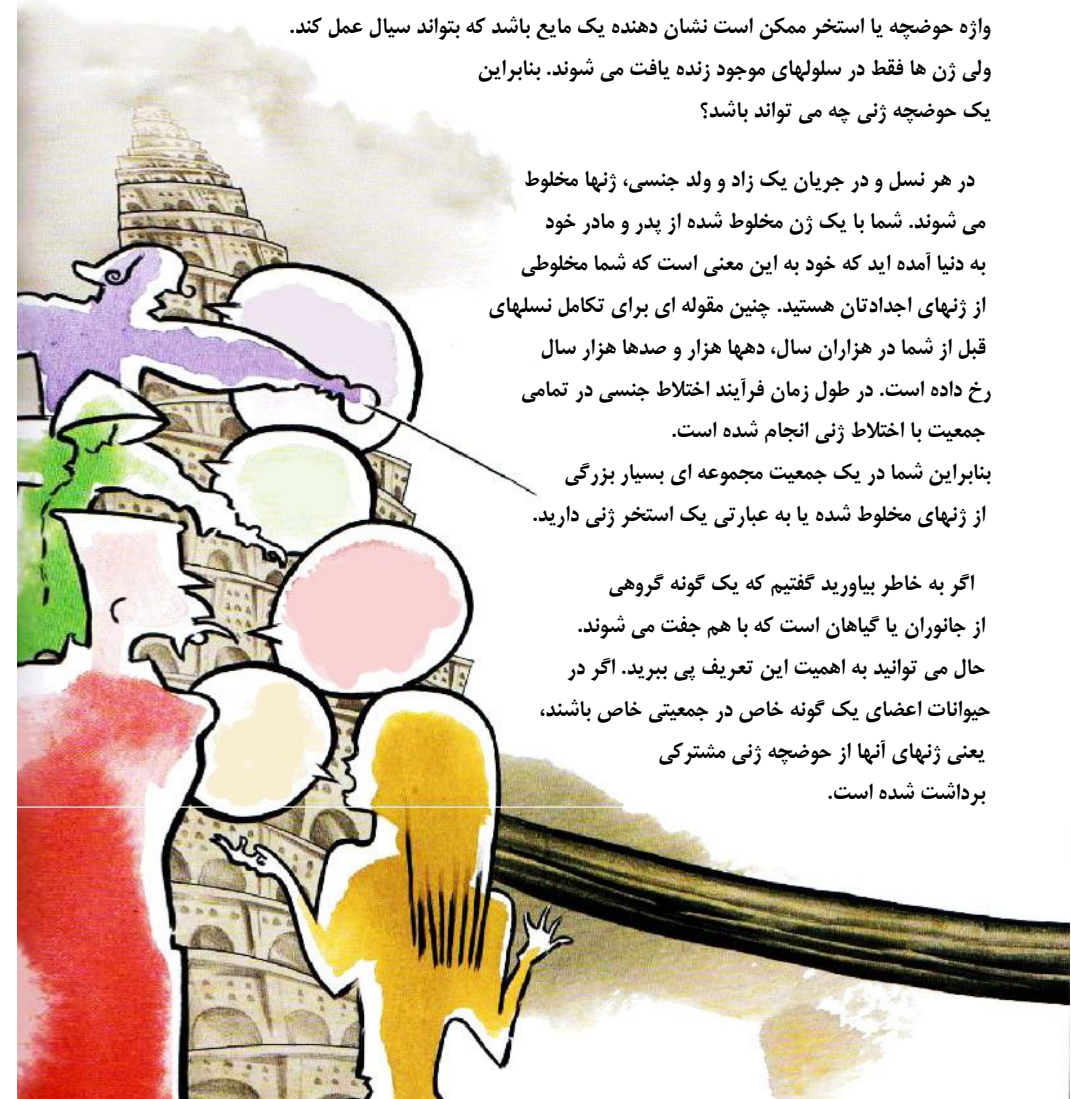 واژه حوضچه یا استخر ممکن است نشان دهنده یک مایع باشد که بتواند سیال عمل کند.
ولی ژن ها فقط در سلولهای موجود زنده یافت می شوند. بنابراین
یک حوضچه ژنی چه می تواند باشد؟
در هر نسل و در جریان یک زاد و ولد جنسی، ژنها مخلوط
می شوند. شما با یک ژن مخلوط شده از پدر و مادر خود
به دنیا آمده اید که خود به این معنی است که شما مخلوطی
از ژنهای اجدادتان هستید. چنین مقوله ای برای تکامل نسلهای
قبل از شما در هزاران سال، دهها هزار و صدها هزار سال
رخ داده است. در طول زمان فرآیند اختلاط جنسی در تمامی
جمعیت با اختلاط ژنی انجام شده است.
بنابراین شما در یک جمعیت مجموعه ای بسیار بزرگی
از ژنهای مخلوط شده یا به عبارتی یک استخر ژنی دارید.
اگر به خاطر بیاورید گفتیم که یک گونه گروهی
از جانوران یا گیاهان است که با هم جفت می شوند.
حال می توانید به اهمیت این تعریف پی ببرید. اگر در
حیوانات اعضای یک گونه خاص در جمعیتی خاص باشند،
یعنی ژنهای آنها از حوضچه ژنی مشترکی
برداشت شده است.